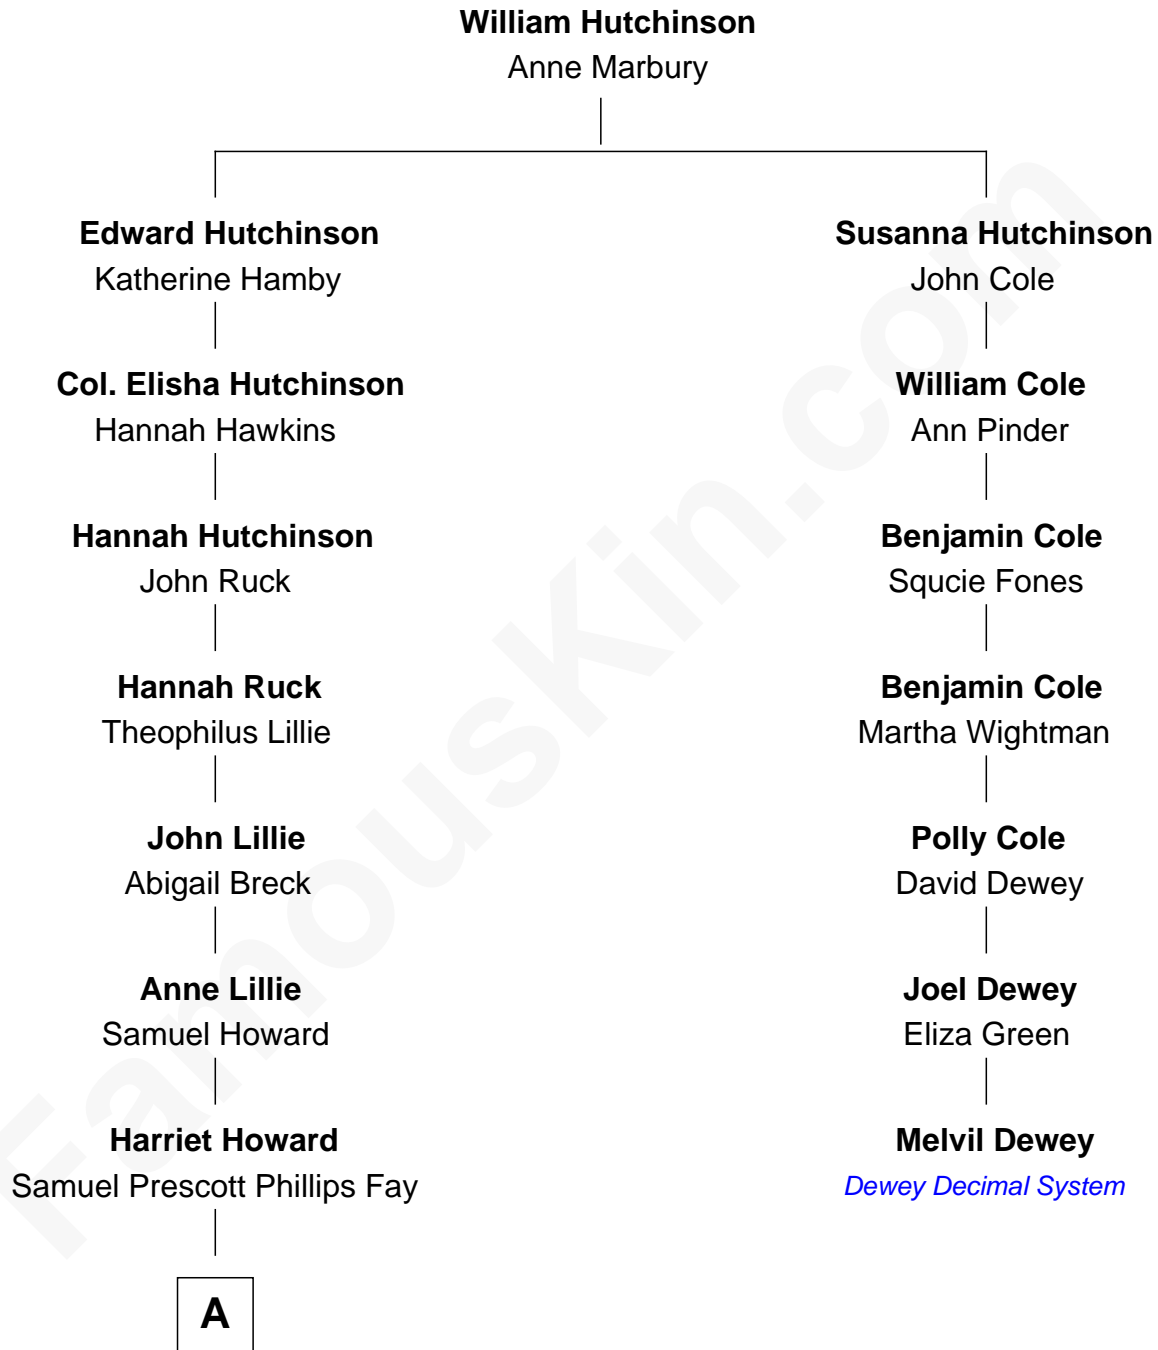 William Hutchinson
Anne Marbury
Edward Hutchinson
Katherine Hamby
Susanna Hutchinson
John Cole
Col. Elisha Hutchinson
Hannah Hawkins
William Cole
Ann Pinder
Hannah Hutchinson
John Ruck
Benjamin Cole
Squcie Fones
Hannah Ruck
Theophilus Lillie
Benjamin Cole
Martha Wightman
John Lillie
Abigail Breck
Polly Cole
David Dewey
Anne Lillie
Samuel Howard
Joel Dewey
Eliza Green
Harriet Howard
Samuel Prescott Phillips Fay
Melvil Dewey
Dewey Decimal System
A
FamousKin.com